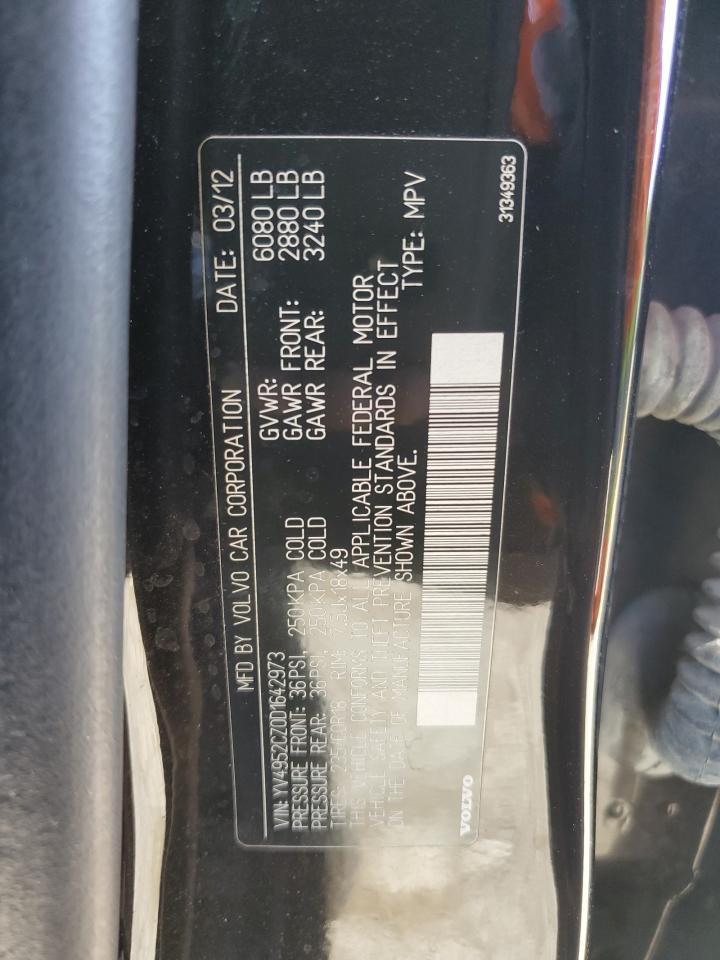 MFD BY VOLVO CAR CORPORATION DATE: 03/12
VIN: YV4952CZ0D1642973 GVWR: 6080 LB
PRESSURE FRONT: 36PSI, 250KPA COLD GAWR FRONT: 2880 LB
PRESSURE REAR: 36PSI, 250KPA COLD GAWR REAR: 3240 LB
TIRES: 235/60R18 RIM: 7.5Jx18x49
THIS VEHICLE CONFORMS TO ALL APPLICABLE FEDERAL MOTOR
VEHICLE SAFETY AND THEFT PREVENTION STANDARDS IN EFFECT
ON THE DATE OF MANUFACTURE SHOWN ABOVE. TYPE: MPV
VOLVO 31349363